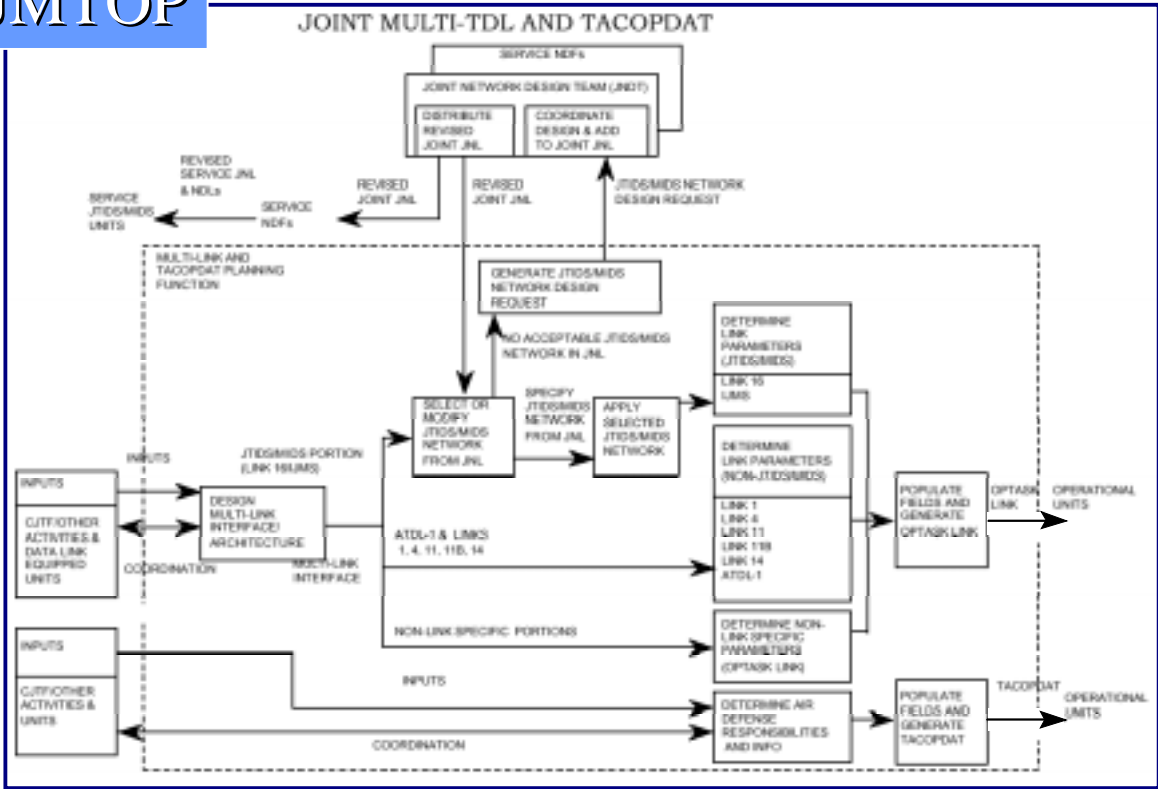 JMTOP
JOINT MULTI-TDL AND TACOPDAT
SERVICE NDFs
JOINT NETWORK DESIGN TEAM (JNDT)
DISTRIBUTE
REVISED
JOINT JNL
COORDINATE
DESIGN & ADD
TO JOINT JNL
REVISED
SERVICE JNL
& NDLs
SERVICE
JTIDS/MIDS
UNITS
SERVICE
NDFs
REVISED
JOINT JNL
REVISED
JOINT JNL
JTIDS/MIDS NETWORK
DESIGN REQUEST
MULTI-LINK AND
TACOPDAT PLANNING
FUNCTION
GENERATE JTIDS/MIDS
NETWORK DESIGN
REQUEST
NO ACCEPTABLE JTIDS/MIDS
NETWORK IN JNL
DETERMINE
LINK
PARAMETERS
(JTIDS/MIDS)
LINK 16
IJMS
SELECT OR
MODIFY
JTIDS/MIDS
NETWORK
FROM JNL
SPECIFY
JTIDS/MIDS
NETWORK
FROM JNL
APPLY
SELECTED
JTIDS/MIDS
NETWORK
INPUTS
JTIDS/MIDS PORTION
(LINK 16/IJMS)
INPUTS
CJTF/OTHER
ACTIVITIES &
DATA LINK
EQUIPPED
UNITS
DESIGN
MULTI-LINK
INTERFACE/
ARCHITECTURE
COORDINATION
MULTI-LINK
INTERFACE
ATDL-1 & LINKS
1, 4, 11, 11B, 14
DETERMINE
LINK PARAMETERS
(NON-JTIDS/MIDS)
LINK 1
LINK 4
LINK 11
LINK 11B
LINK 14
ATDL-1
POPULATE
FIELDS AND
GENERATE
OPTASK LINK
OPTASK
LINK
OPERATIONAL
UNITS
NON-LINK SPECIFIC PORTIONS
DETERMINE NON-
LINK SPECIFIC
PARAMETERS
(OPTASK LINK)
INPUTS
CJTF/OTHER
ACTIVITIES &
UNITS
INPUTS
COORDINATION
DETERMINE AIR
DEFENSE
RESPONSIBILITIES
AND INFO
POPULATE
FIELDS AND
GENERATE
TACOPDAT
TACOPDAT
OPERATIONAL
UNITS